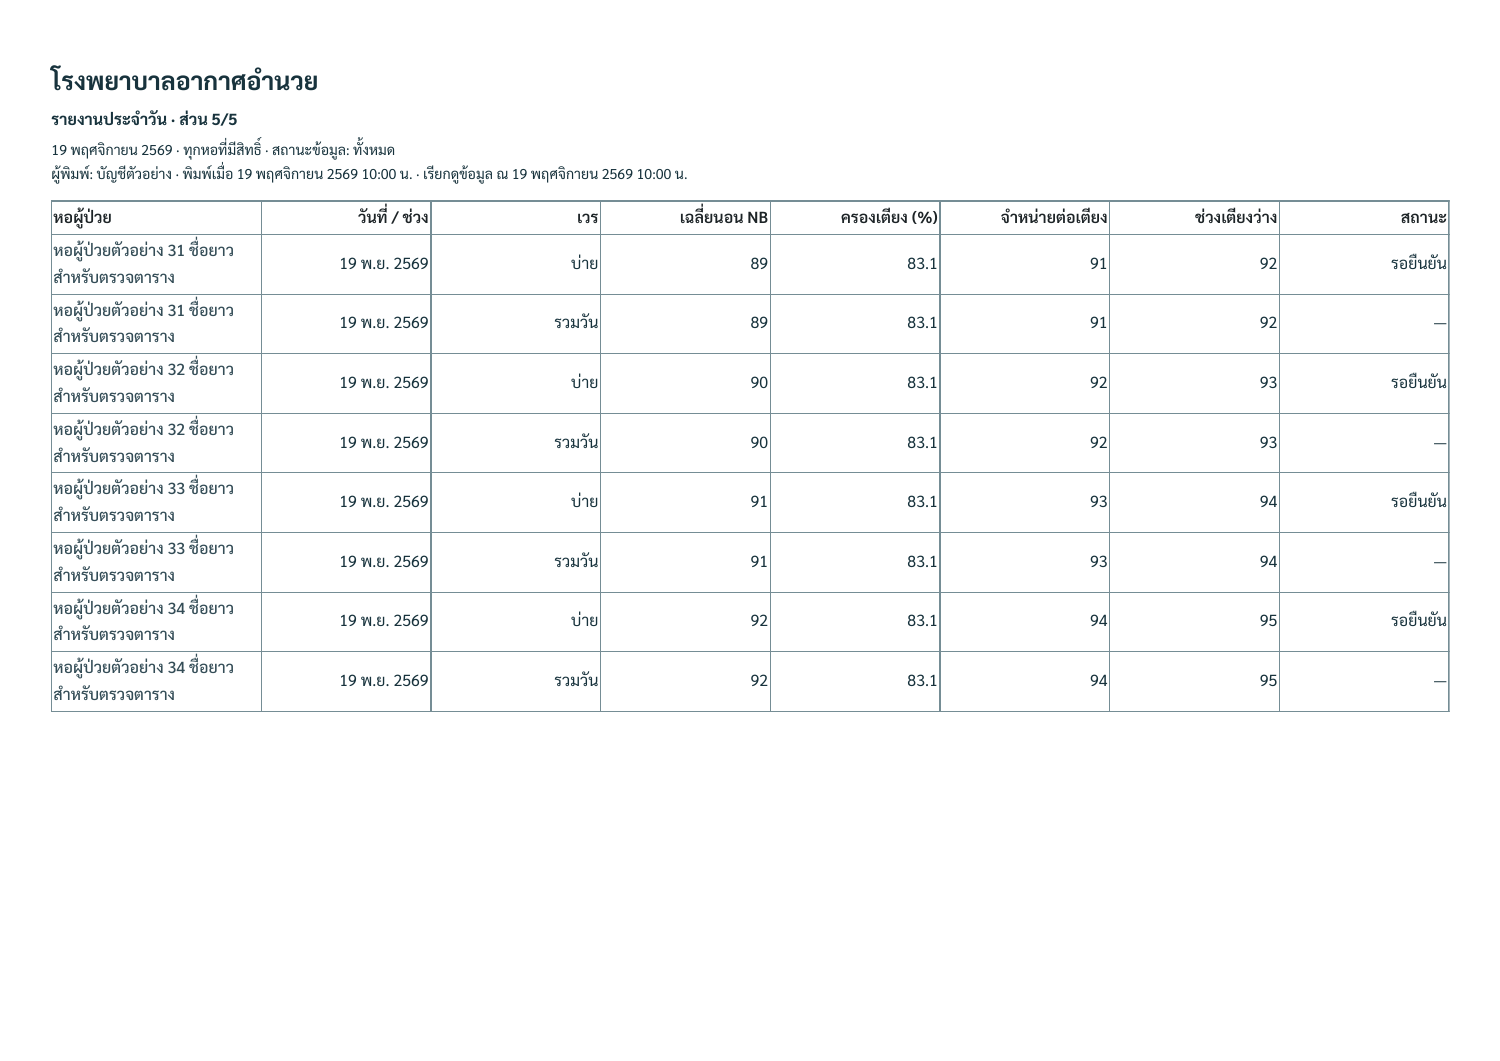 โรงพยาบาลอากาศอำนวย
รายงานประจำวัน · ส่วน 5/5
19 พฤศจิกายน 2569 · ทุกหอที่มีสิทธิ์ · สถานะข้อมูล: ทั้งหมด
ผู้พิมพ์: บัญชีตัวอย่าง · พิมพ์เมื่อ 19 พฤศจิกายน 2569 10:00 น. · เรียกดูข้อมูล ณ 19 พฤศจิกายน 2569 10:00 น.
หอผู้ป่วย วันที่ / ช่วง เวร เฉลี่ยนอน NB ครองเตียง (%) จำหน่ายต่อเตียง ช่วงเตียงว่าง สถานะ
หอผู้ป่วยตัวอย่าง 31 ชื่อยาว
สำหรับตรวจตาราง 19 พ.ย. 2569 บ่าย 89 83.1 91 92 รอยืนยัน
หอผู้ป่วยตัวอย่าง 31 ชื่อยาว
สำหรับตรวจตาราง 19 พ.ย. 2569 รวมวัน 89 83.1 91 92 —
หอผู้ป่วยตัวอย่าง 32 ชื่อยาว
สำหรับตรวจตาราง 19 พ.ย. 2569 บ่าย 90 83.1 92 93 รอยืนยัน
หอผู้ป่วยตัวอย่าง 32 ชื่อยาว
สำหรับตรวจตาราง 19 พ.ย. 2569 รวมวัน 90 83.1 92 93 —
หอผู้ป่วยตัวอย่าง 33 ชื่อยาว
สำหรับตรวจตาราง 19 พ.ย. 2569 บ่าย 91 83.1 93 94 รอยืนยัน
หอผู้ป่วยตัวอย่าง 33 ชื่อยาว
สำหรับตรวจตาราง 19 พ.ย. 2569 รวมวัน 91 83.1 93 94 —
หอผู้ป่วยตัวอย่าง 34 ชื่อยาว
สำหรับตรวจตาราง 19 พ.ย. 2569 บ่าย 92 83.1 94 95 รอยืนยัน
หอผู้ป่วยตัวอย่าง 34 ชื่อยาว
สำหรับตรวจตาราง 19 พ.ย. 2569 รวมวัน 92 83.1 94 95 —